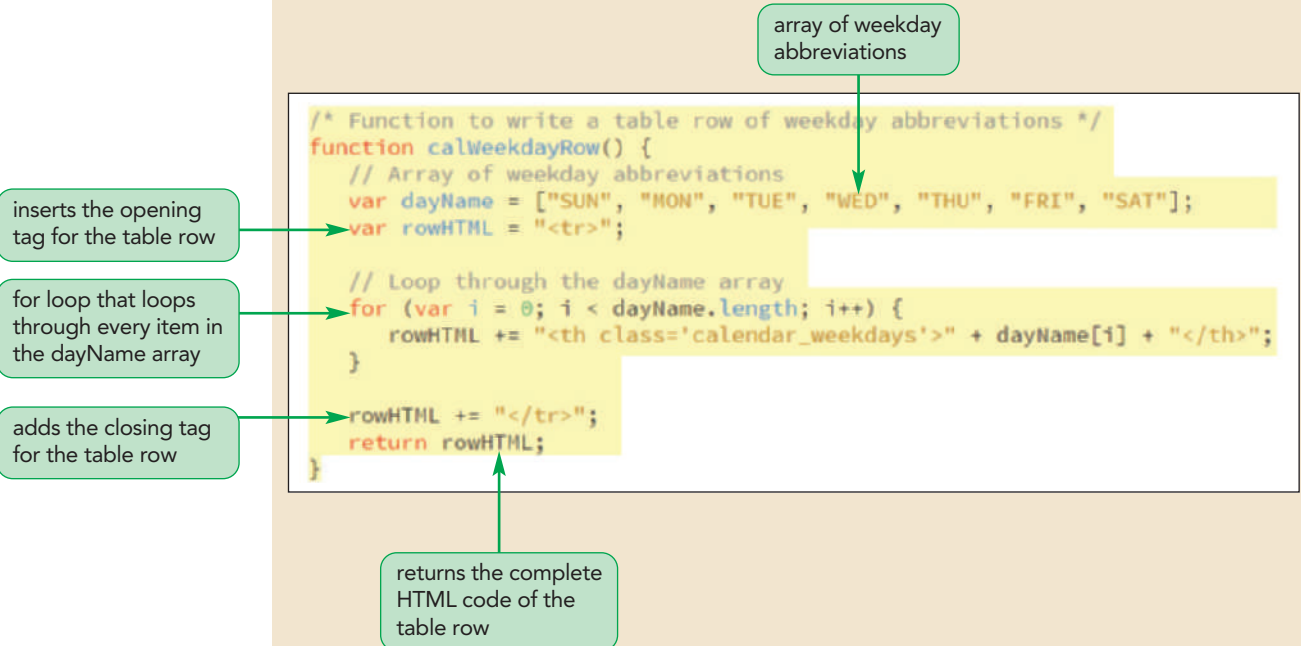 array of weekday
abbreviations
/* Function to write a table row of weekday abbreviations */
function calWeekdayRow() {
// Array of weekday abbreviations
var dayName = ["SUN", "MON", "TUE", "WED", "THU", "FRI", "SAT"];
var rowHTML = "<tr>";
inserts the opening
tag for the table row
// Loop through the dayName array
for (var i = 0; i < dayName.length; i++) {
rowHTML += "<th class='calendar_weekdays'>" + dayName[i] + "</th>";
}
for loop that loops
through every item in
the dayName array
rowHTML += "</tr>";
return rowHTML;
}
adds the closing tag
for the table row
returns the complete
HTML code of the
table row